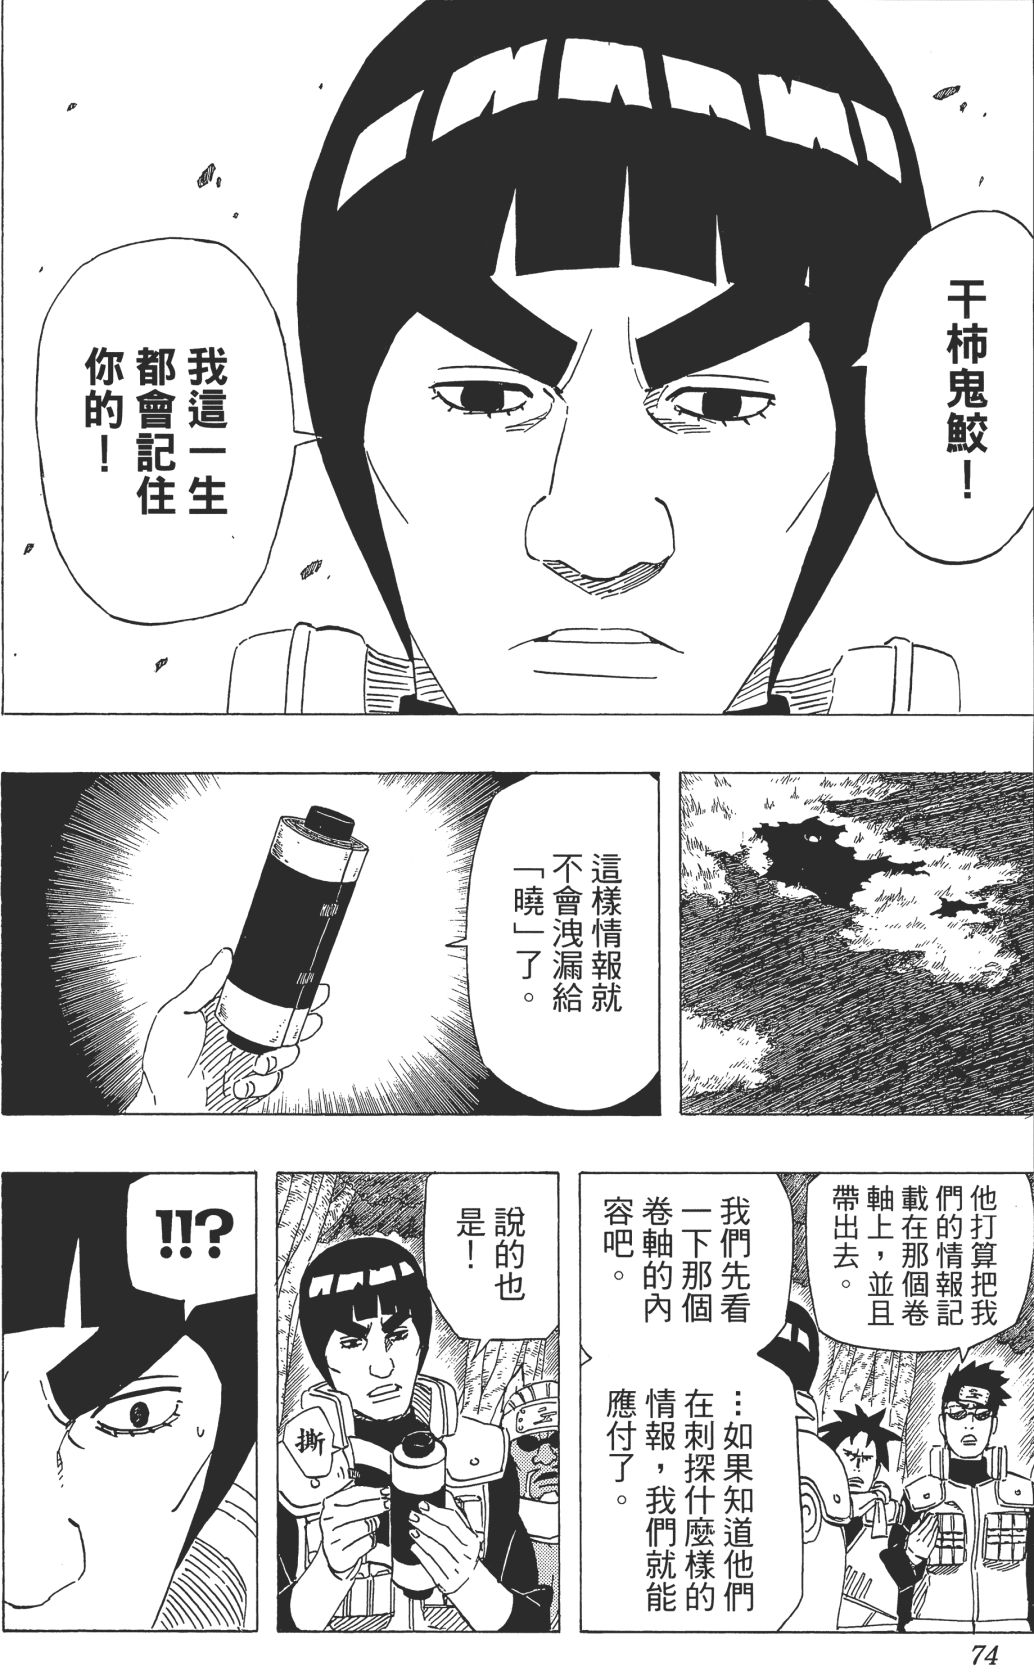 干柿鬼鮫！
我這一生
都會記住
你的！
這樣情報就
不會洩漏給
「曉」了。
他打算把我
們的情報記
載在那個卷
軸上，並且
帶出去。
我們先看
一下那個
卷軸的內
容吧。
…如果知道他們
在刺探什麼樣的
情報，我們就能
應付了。
說的也
是！
撕
!!?
74